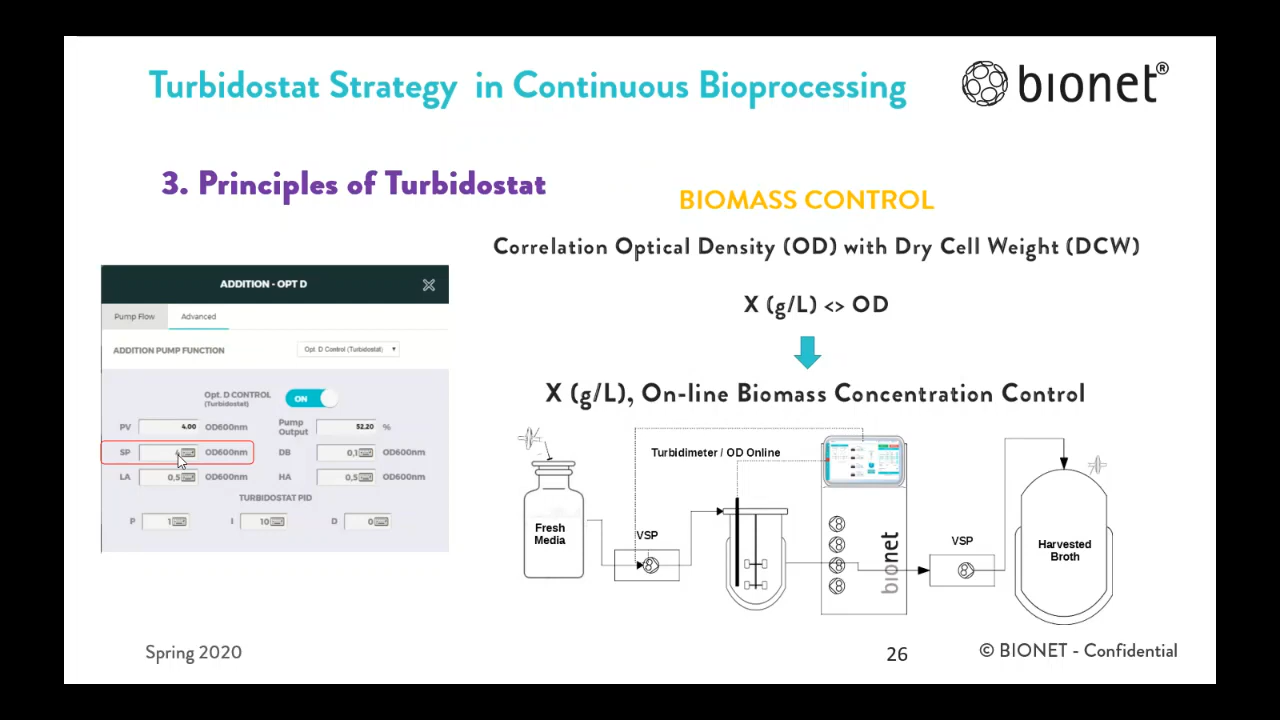 Turbidostat Strategy in Continuous Bioprocessing
bionet®
3. Principles of Turbidostat
BIOMASS CONTROL
Correlation Optical Density (OD) with Dry Cell Weight (DCW)
X (g/L) <> OD
X (g/L), On-line Biomass Concentration Control
ADDITION - OPT D
Pump Flow Advanced
ADDITION PUMP FUNCTION Opt. D Control (Turbidostat)
Opt. D CONTROL ON
(Turbidostat)
PV 4.00 OD600nm Pump Output 52.20 %
SP 4 OD600nm DB 0,1 OD600nm
LA 0,5 OD600nm HA 0,5 OD600nm
TURBIDOSTAT PID
P 1 I 10 D 0
Turbidimeter / OD Online
Fresh
Media
VSP
bionet
VSP
Harvested
Broth
Spring 2020
26
© BIONET - Confidential